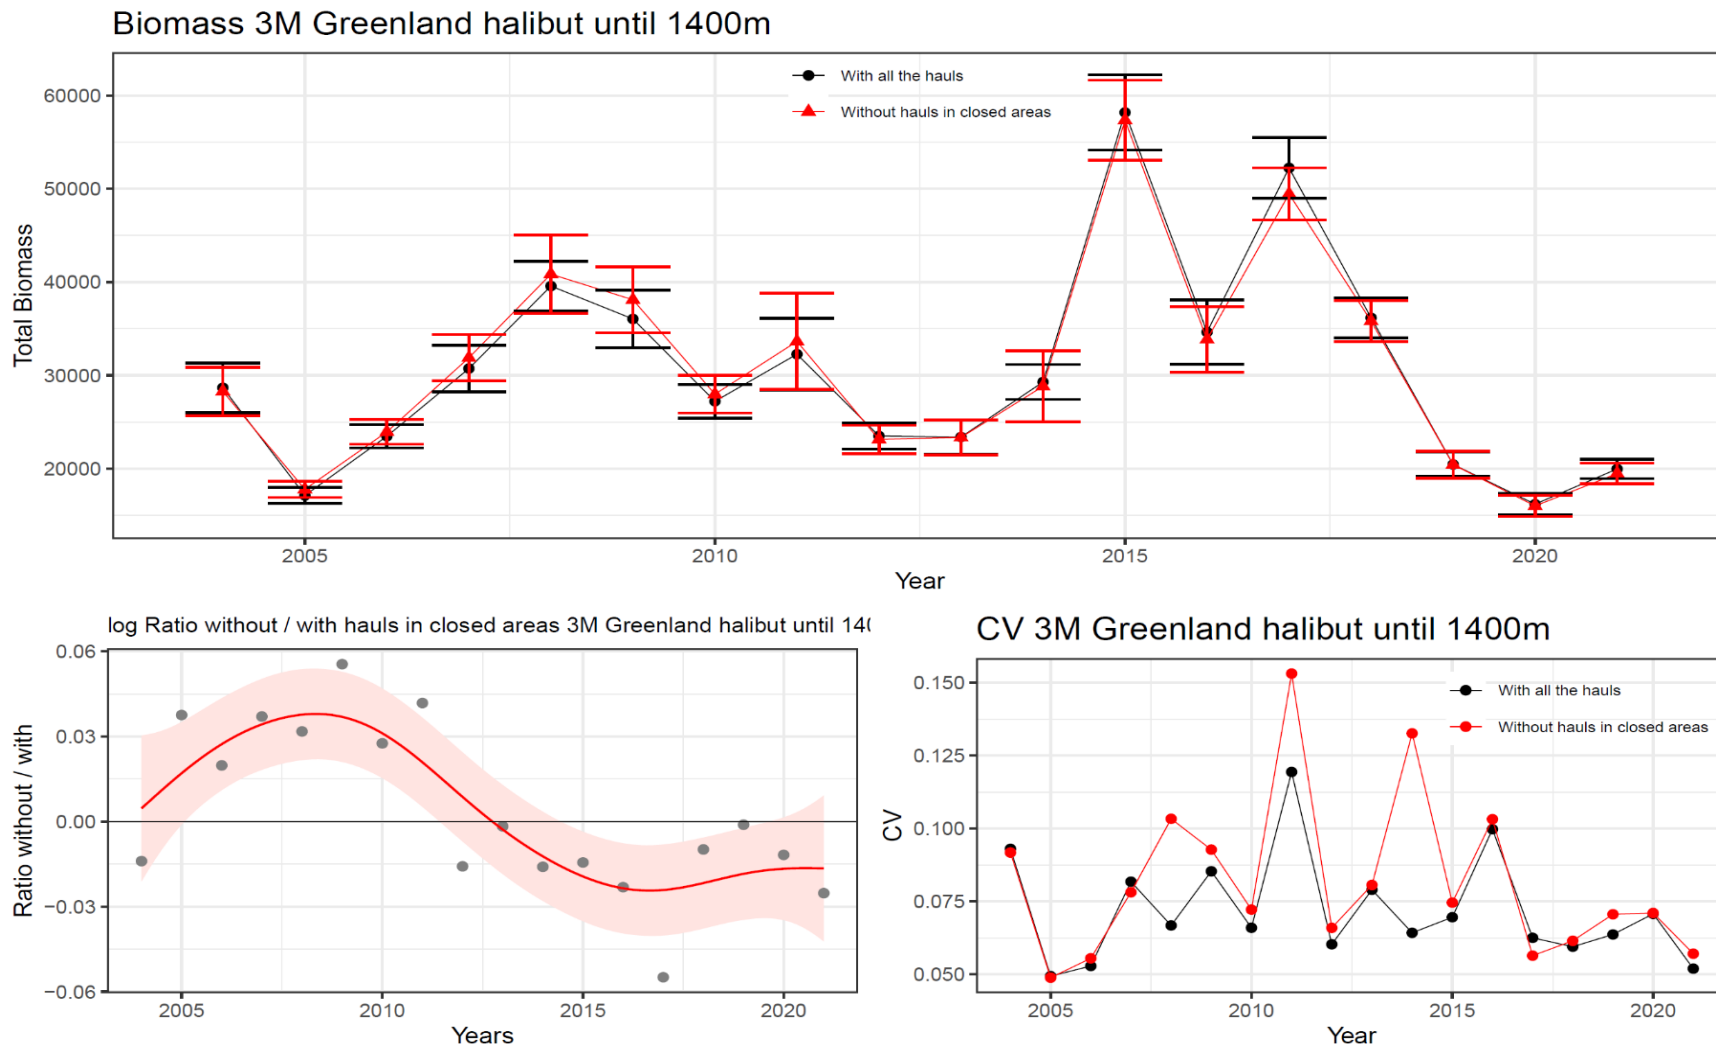 Biomass 3M Greenland halibut until 1400m
With all the hauls
Without hauls in closed areas
Total Biomass
60000
50000
40000
30000
20000
2005
2010
2015
2020
Year
log Ratio without / with hauls in closed areas 3M Greenland halibut until 140
Ratio without / with
0.06
0.03
0.00
−0.03
−0.06
2005
2010
2015
2020
Years
CV 3M Greenland halibut until 1400m
With all the hauls
Without hauls in closed areas
CV
0.150
0.125
0.100
0.075
0.050
2005
2010
2015
2020
Year